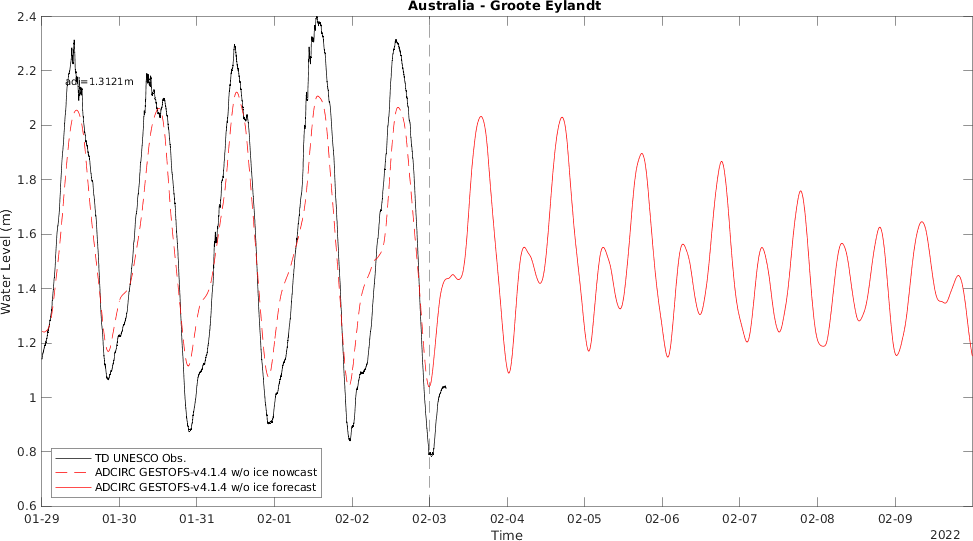 Australia - Groote Eylandt
2.4
2.2
2
1.8
1.6
1.4
1.2
1
0.8
0.6
Water Level (m)
adj=1.3121m
TD UNESCO Obs.
ADCIRC GESTOFS-v4.1.4 w/o ice nowcast
ADCIRC GESTOFS-v4.1.4 w/o ice forecast
01-29 01-30 01-31 02-01 02-02 02-03 02-04 02-05 02-06 02-07 02-08 02-09
Time
2022